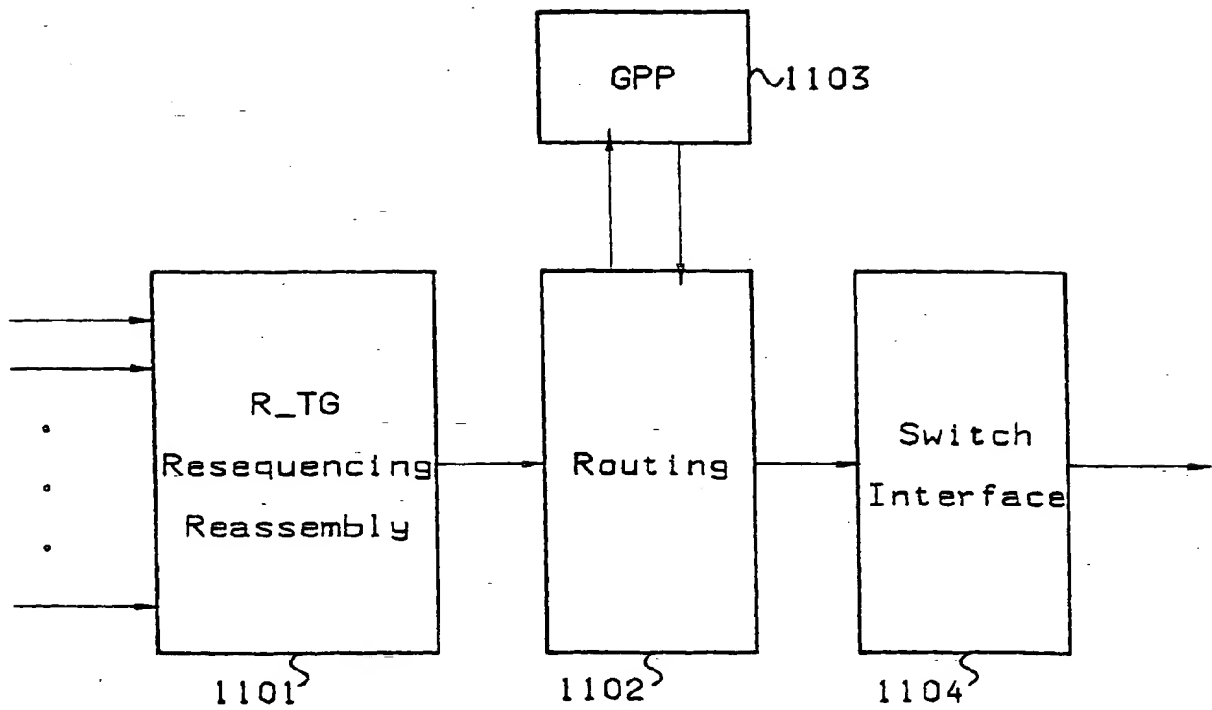 GPP
1103
R_TG
Resequencing
Reassembly
Routing
Switch
Interface
1101
1102
1104